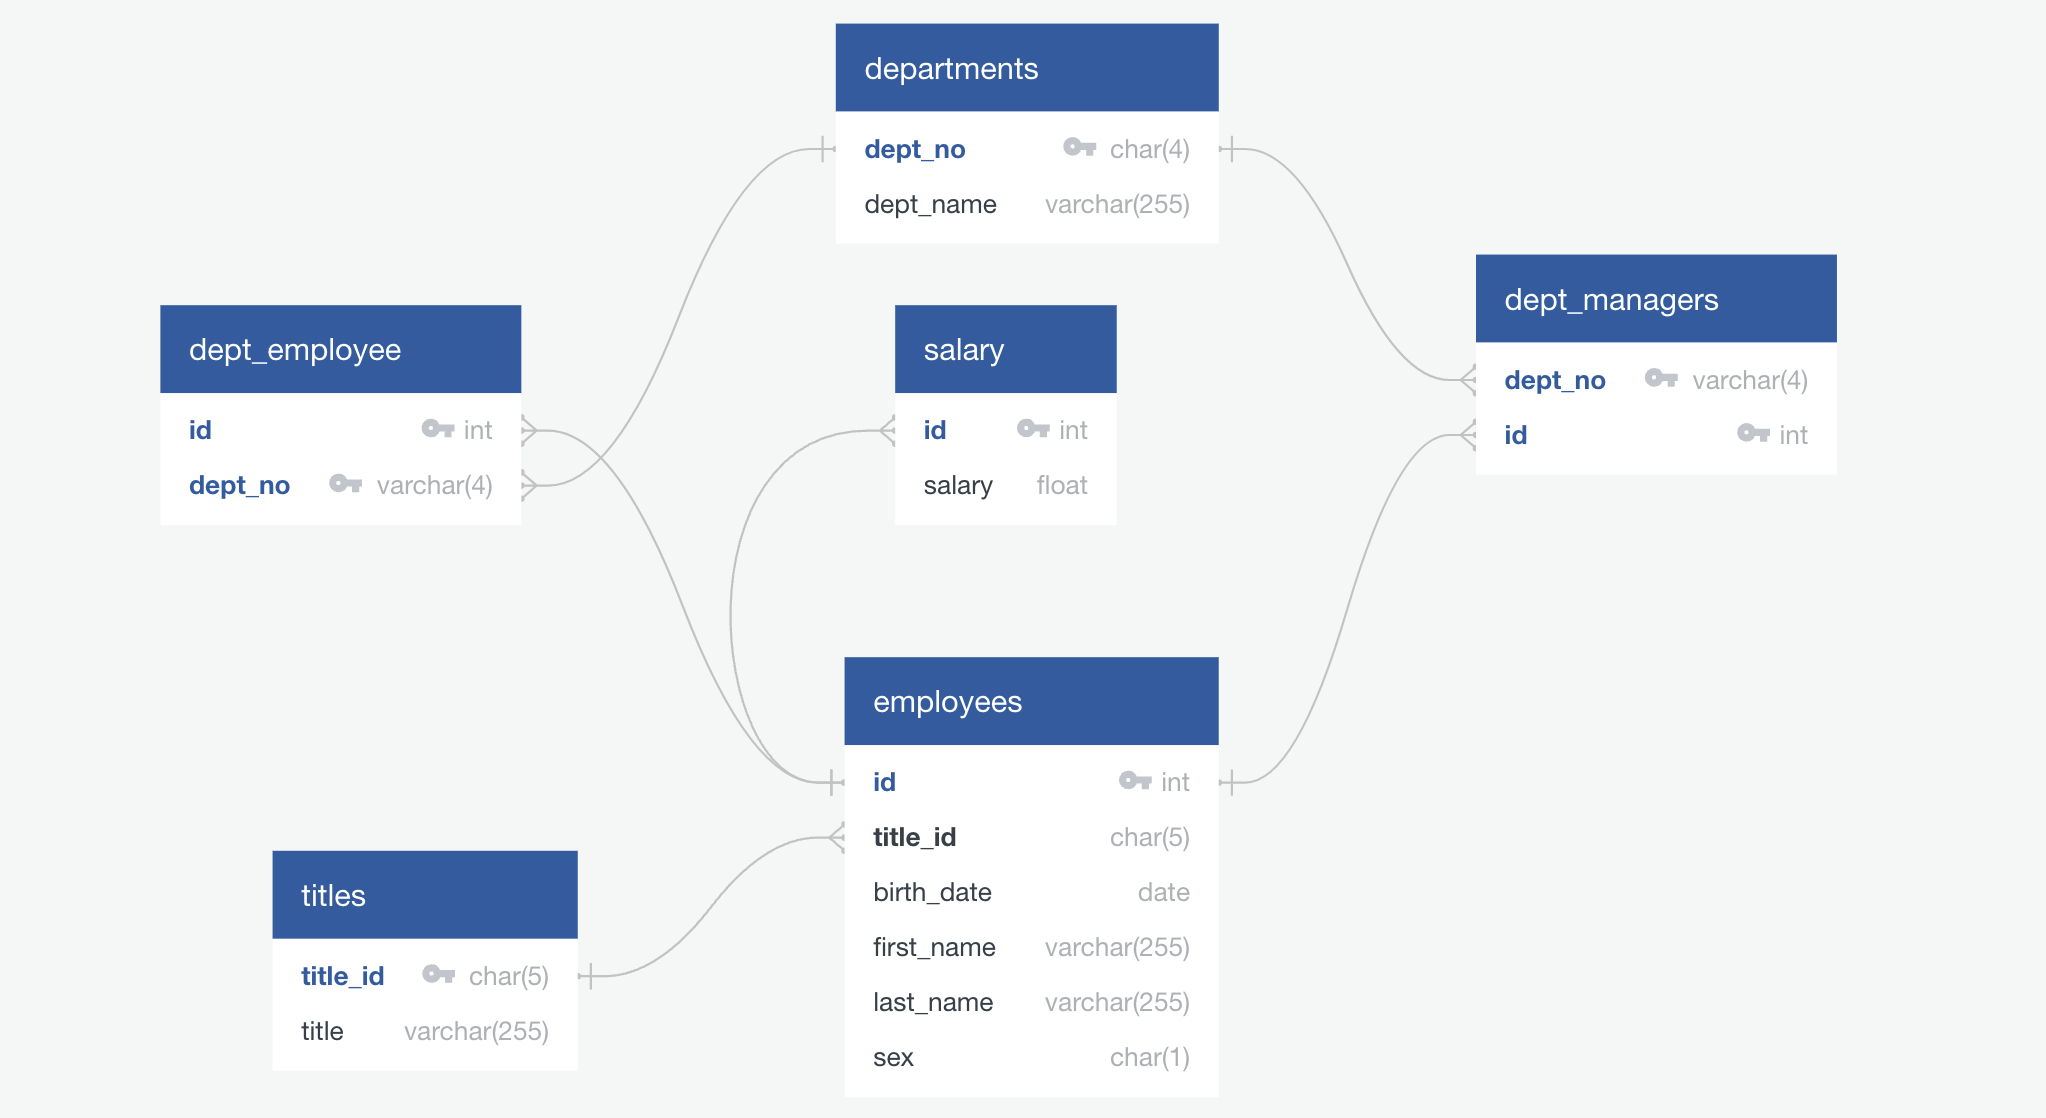 departments
dept_no char(4)
dept_name varchar(255)
dept_managers
dept_no varchar(4)
id int
dept_employee
id int
dept_no varchar(4)
salary
id int
salary float
employees
id int
title_id char(5)
birth_date date
first_name varchar(255)
last_name varchar(255)
sex char(1)
titles
title_id char(5)
title varchar(255)